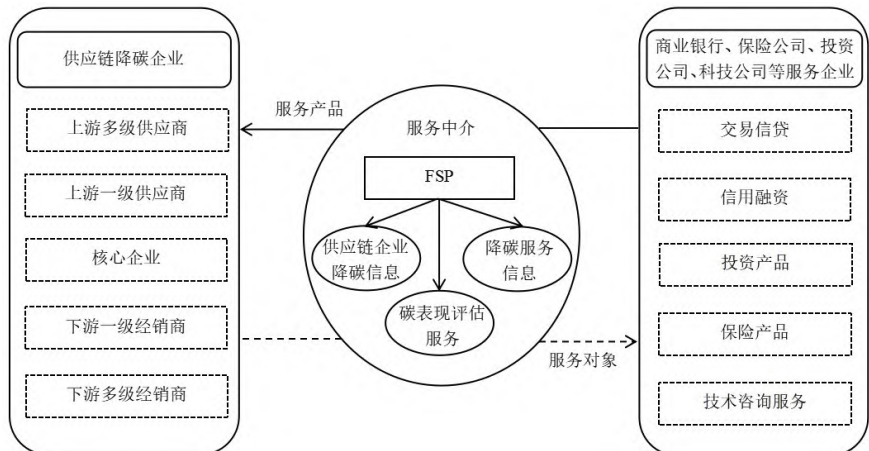 供应链降碳企业
上游多级供应商
上游一级供应商
核心企业
下游一级经销商
下游多级经销商
服务产品
服务中介
FSP
供应链企业
降碳信息
降碳服务
信息
碳表现评估
服务
服务对象
商业银行、保险公司、投资
公司、科技公司等服务企业
交易信贷
信用融资
投资产品
保险产品
技术咨询服务